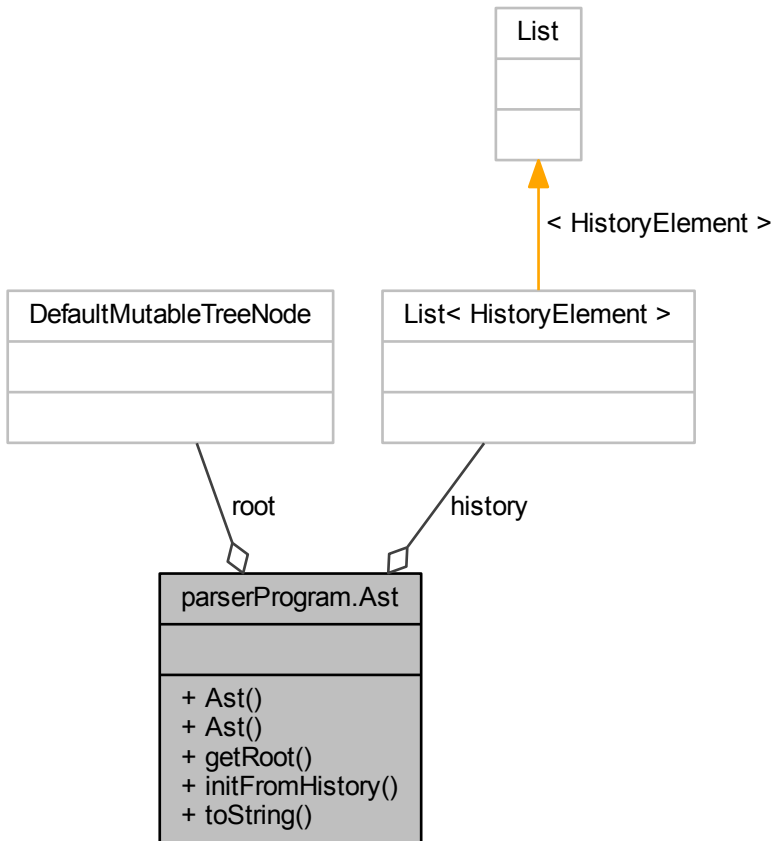 List
< HistoryElement >
DefaultMutableTreeNode
List< HistoryElement >
root
history
parserProgram.Ast
+ Ast()
+ Ast()
+ getRoot()
+ initFromHistory()
+ toString()